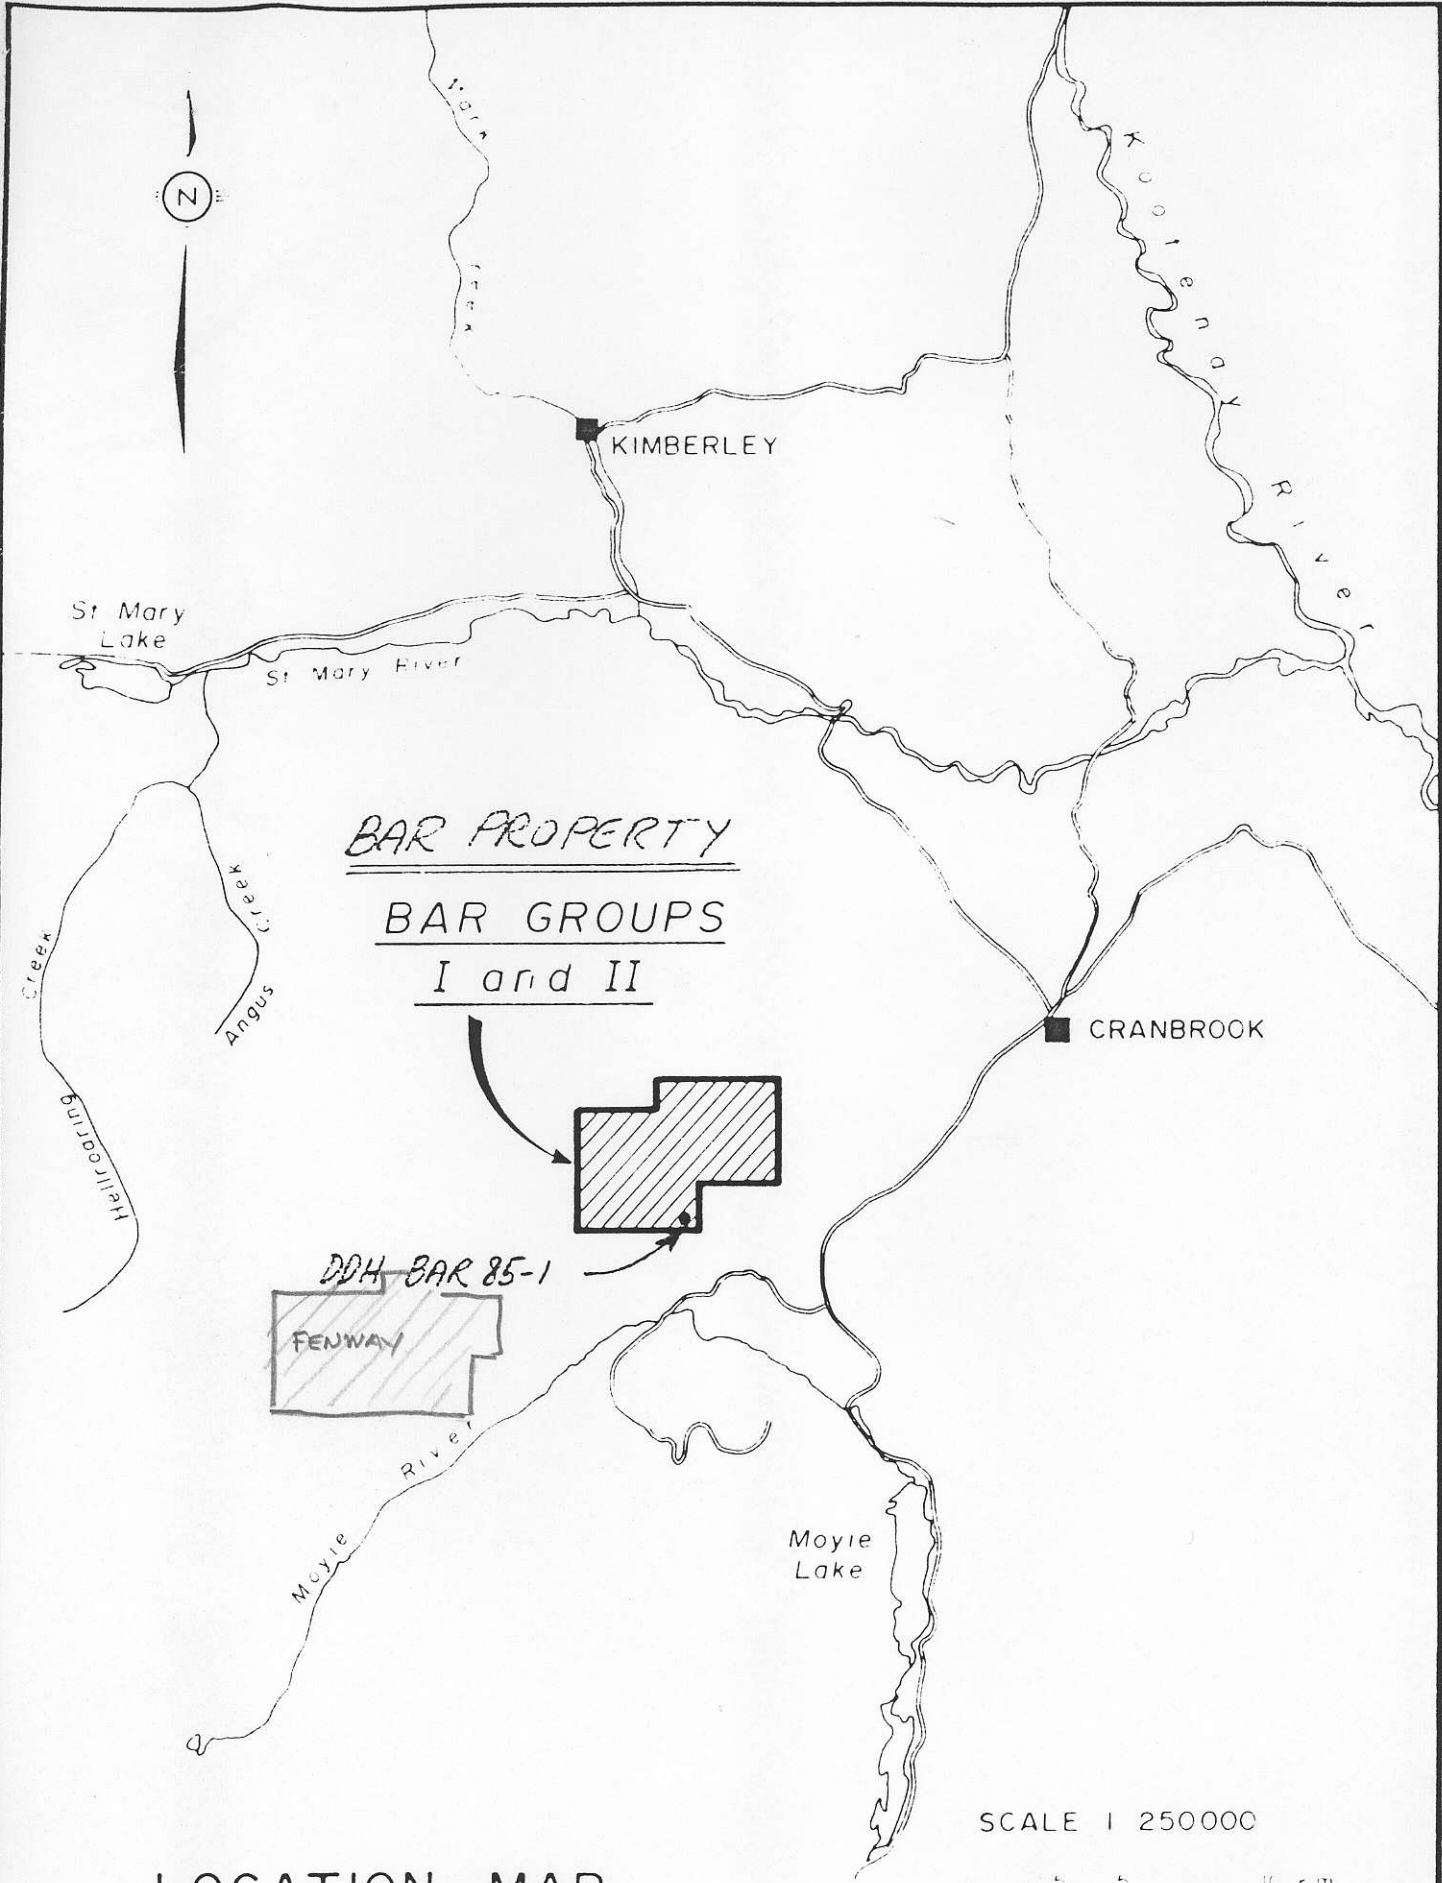 N
Mark
Kootenay River
KIMBERLEY
St Mary
Lake
St Mary River
BAR PROPERTY
BAR GROUPS
I and II
Angus Creek
Hellroaring Creek
CRANBROOK
DDH BAR 85-1
FENWAY
Moyie River
Moyie
Lake
SCALE 1 250000
LOCATION MAP